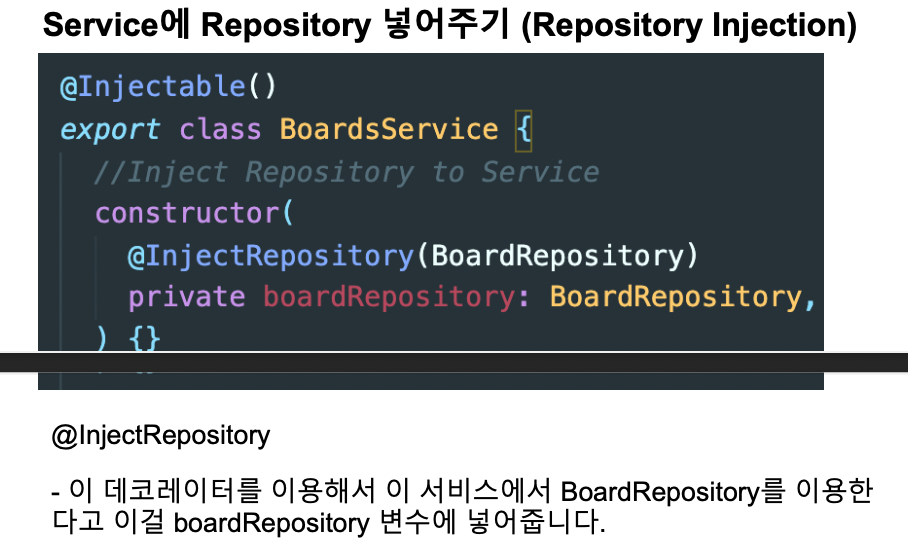 Service에 Repository 넣어주기 (Repository Injection)
@Injectable()
export class BoardsService {
//Inject Repository to Service
constructor(
@InjectRepository(BoardRepository)
private boardRepository: BoardRepository,
) {}
@InjectRepository
- 이 데코레이터를 이용해서 이 서비스에서 BoardRepository를 이용한
다고 이걸 boardRepository 변수에 넣어줍니다.